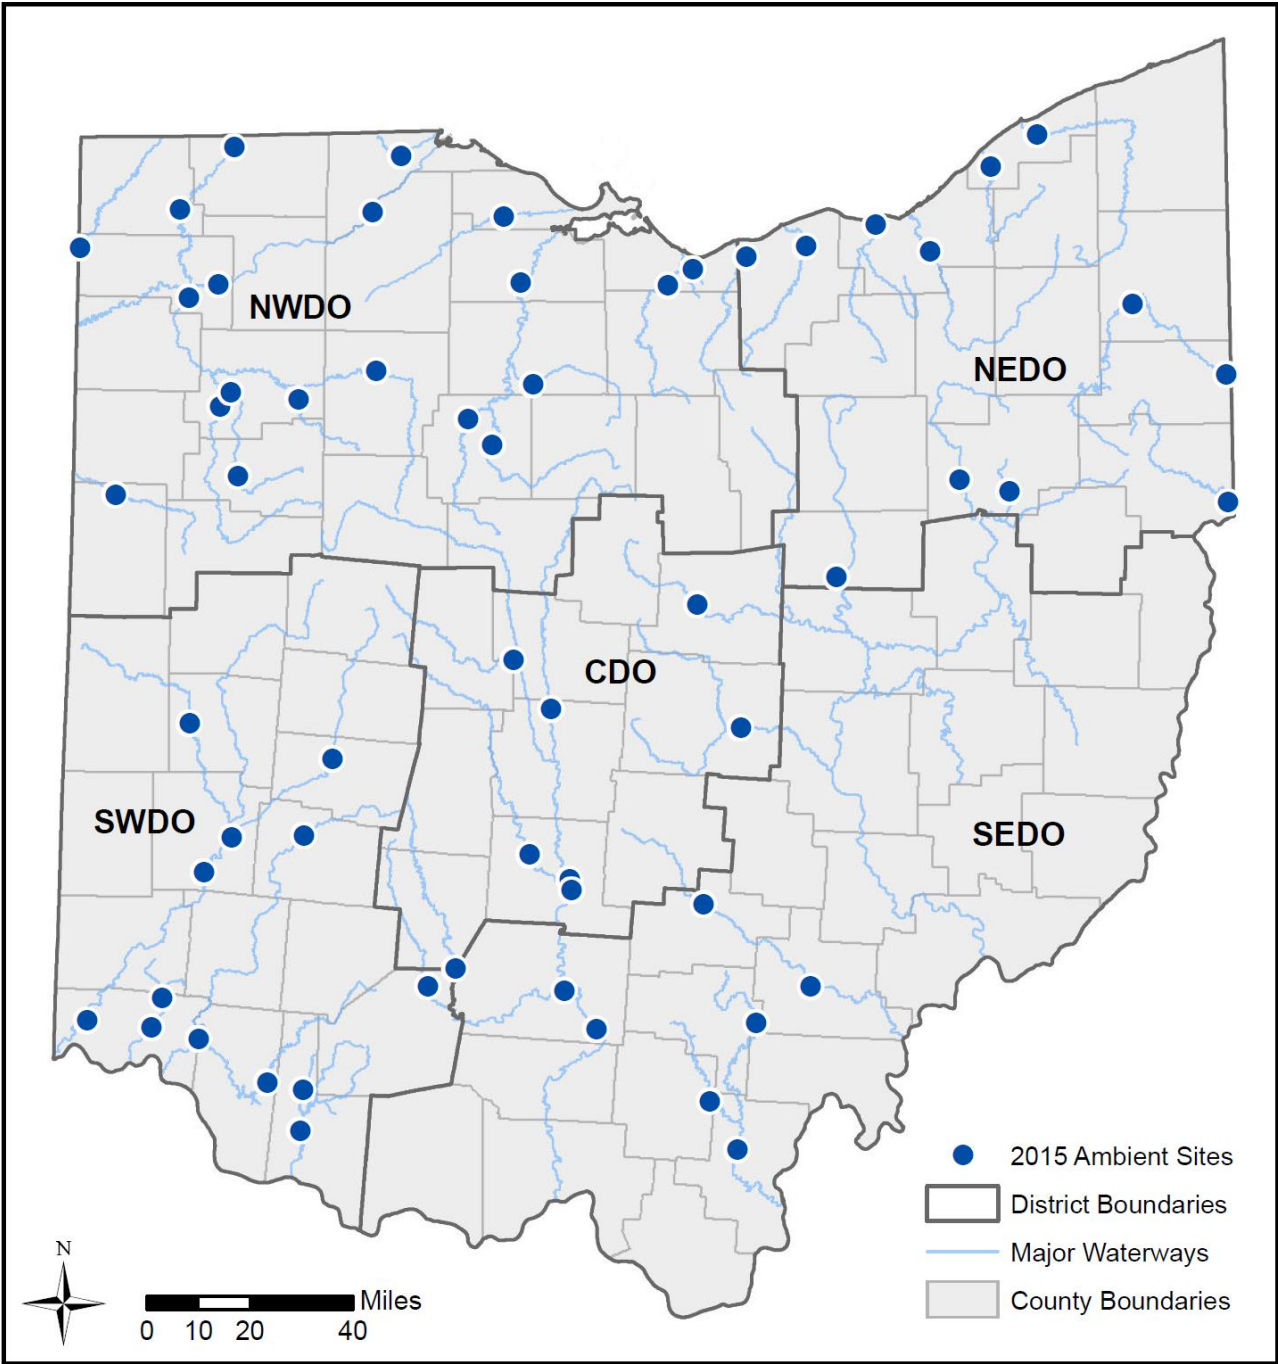 NWDO
NEDO
CDO
SWDO
SEDO
2015 Ambient Sites
District Boundaries
Major Waterways
County Boundaries
N
Miles
0 10 20 40